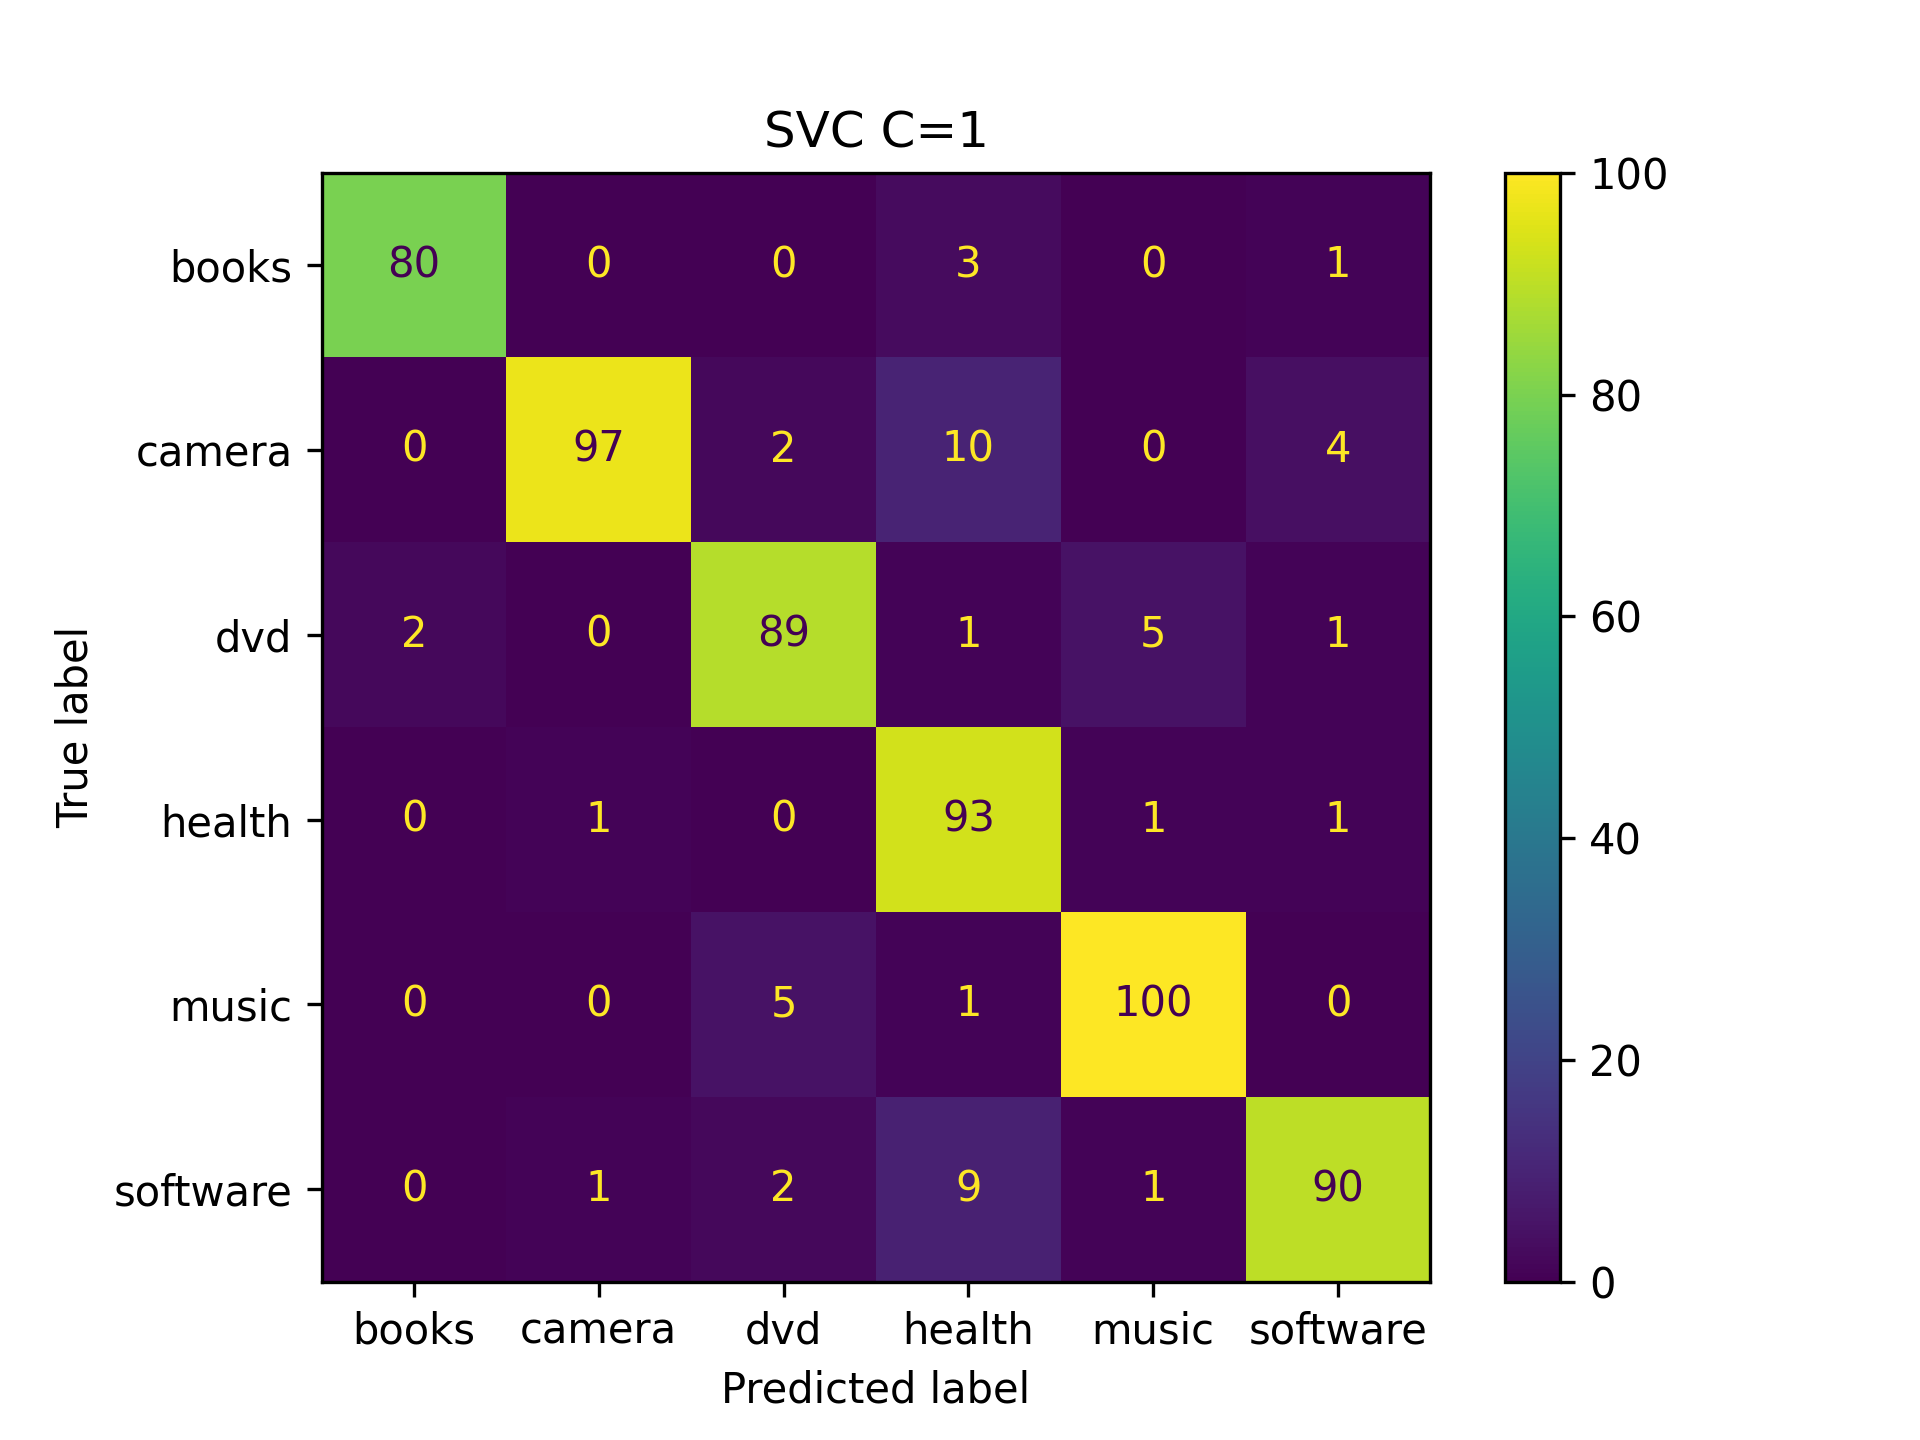 SVC C=1
True label
books 80 0 0 3 0 1
camera 0 97 2 10 0 4
dvd 2 0 89 1 5 1
health 0 1 0 93 1 1
music 0 0 5 1 100 0
software 0 1 2 9 1 90
books camera dvd health music software
Predicted label
100
80
60
40
20
0